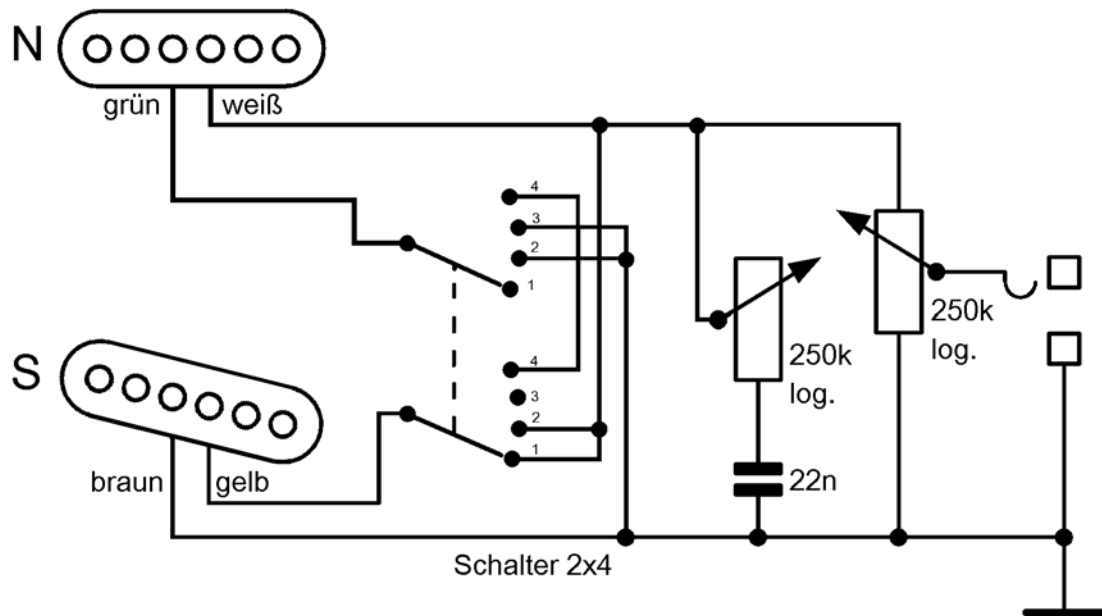 N
grün
weiß
4
3
2
1
S
braun
gelb
4
3
2
1
250k
log.
250k
log.
22n
Schalter 2x4